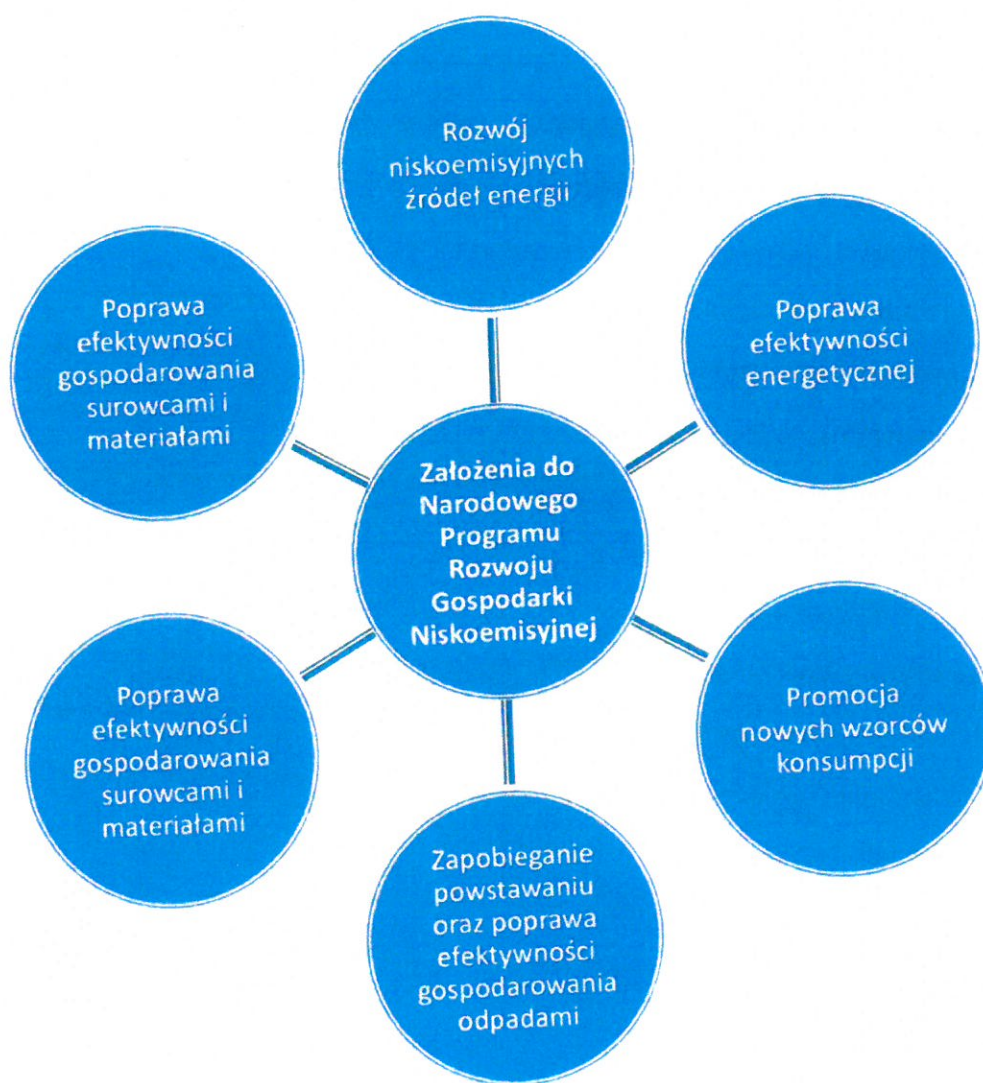 Rozwój
niskoemisyjnych
źródeł energii
Poprawa
efektywności
energetycznej
Promocja
nowych wzorców
konsumpcji
Zapobieganie
powstawaniu
oraz poprawa
efektywności
gospodarowania
odpadami
Poprawa
efektywności
gospodarowania
surowcami i
materiałami
Poprawa
efektywności
gospodarowania
surowcami i
materiałami
Założenia do
Narodowego
Programu
Rozwoju
Gospodarki
Niskoemisyjnej